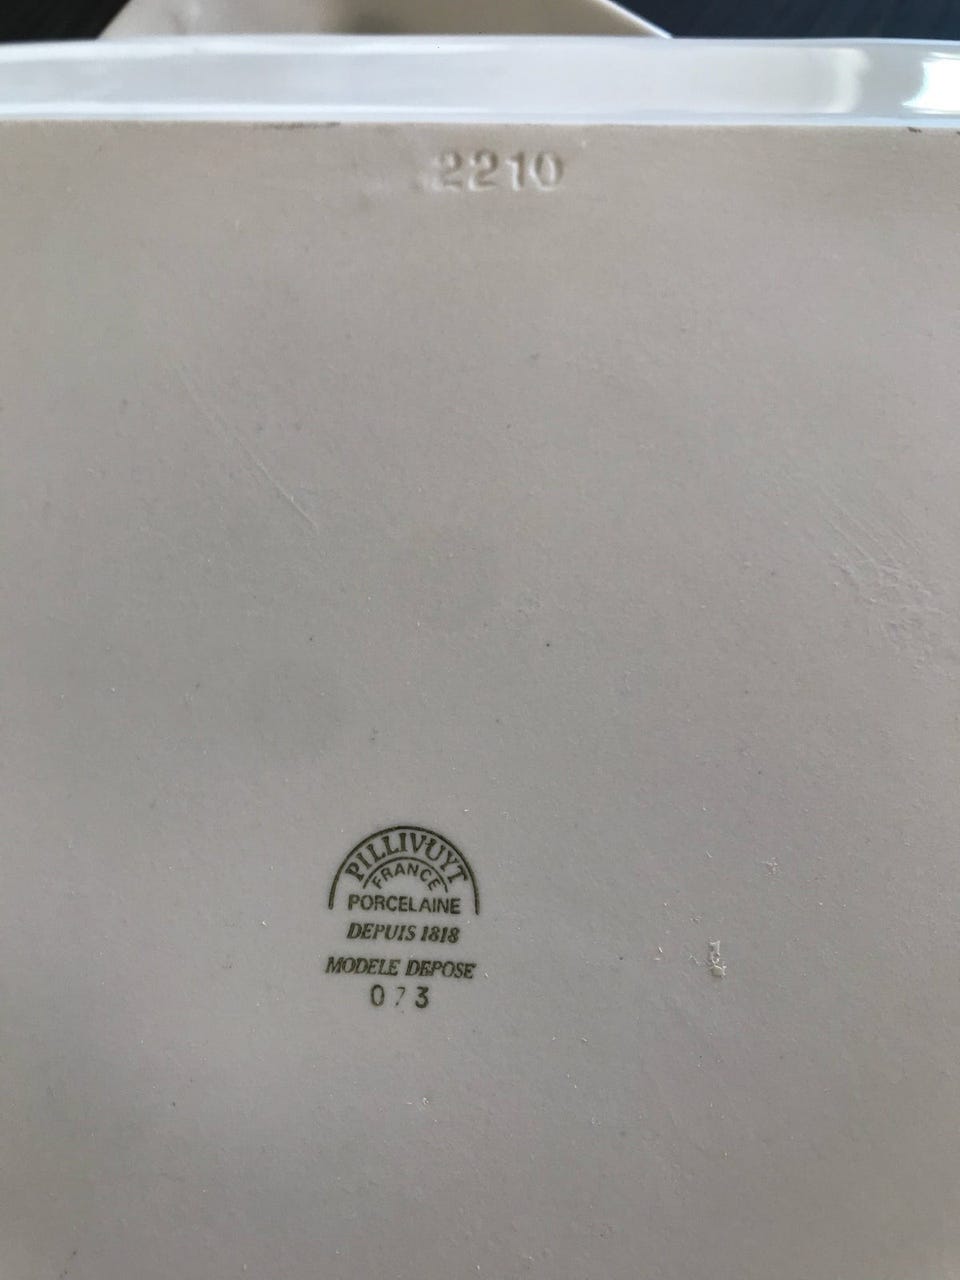 2210
PILLIVUYT
FRANCE
PORCELAINE
DEPUIS 1818
MODELE DEPOSE
073